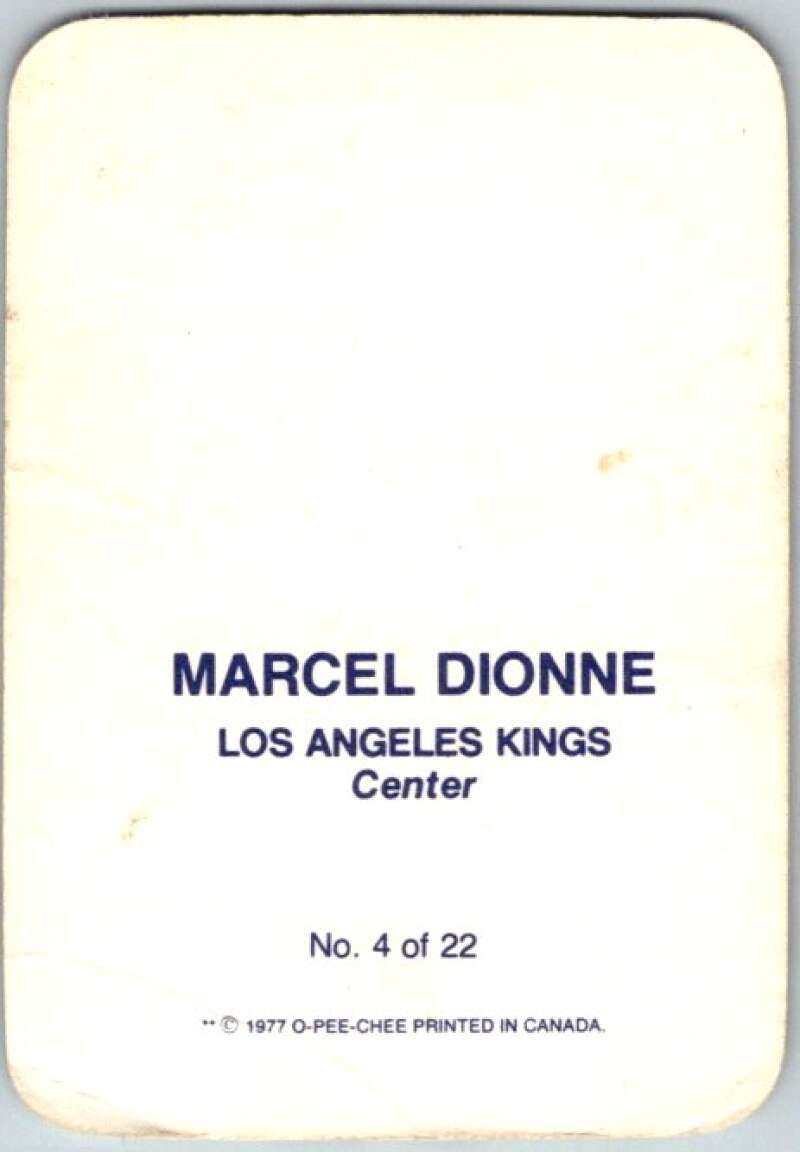 MARCEL DIONNE
LOS ANGELES KINGS
Center
No. 4 of 22
** © 1977 O-PEE-CHEE PRINTED IN CANADA.